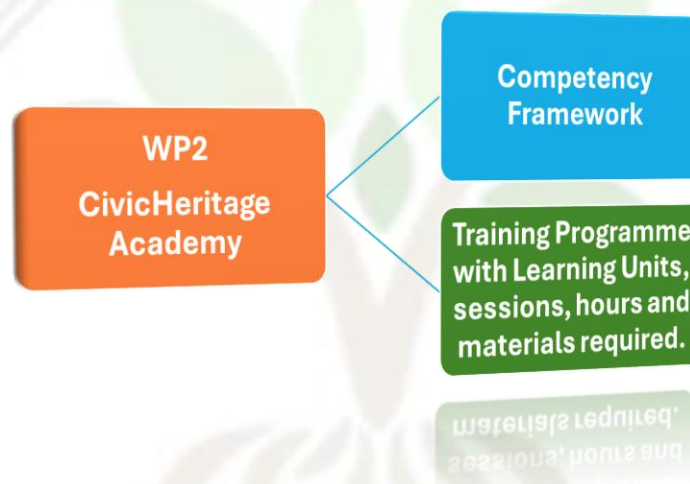 WP2
CivicHeritage
Academy
Competency
Framework
Training Programme
with Learning Units,
sessions, hours and
materials required.